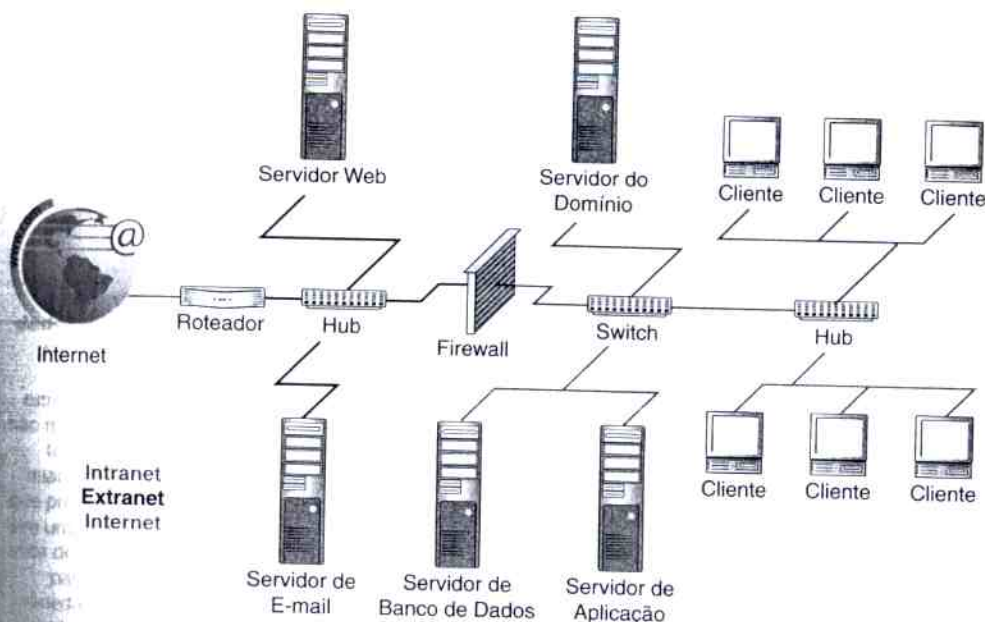 Servidor Web
Servidor do
Domínio
Cliente
Cliente
Cliente
@
Internet
Roteador
Hub
Firewall
Switch
Hub
Intranet
Extranet
Internet
Cliente
Cliente
Cliente
Servidor de
E-mail
Servidor de
Banco de Dados
Servidor de
Aplicação